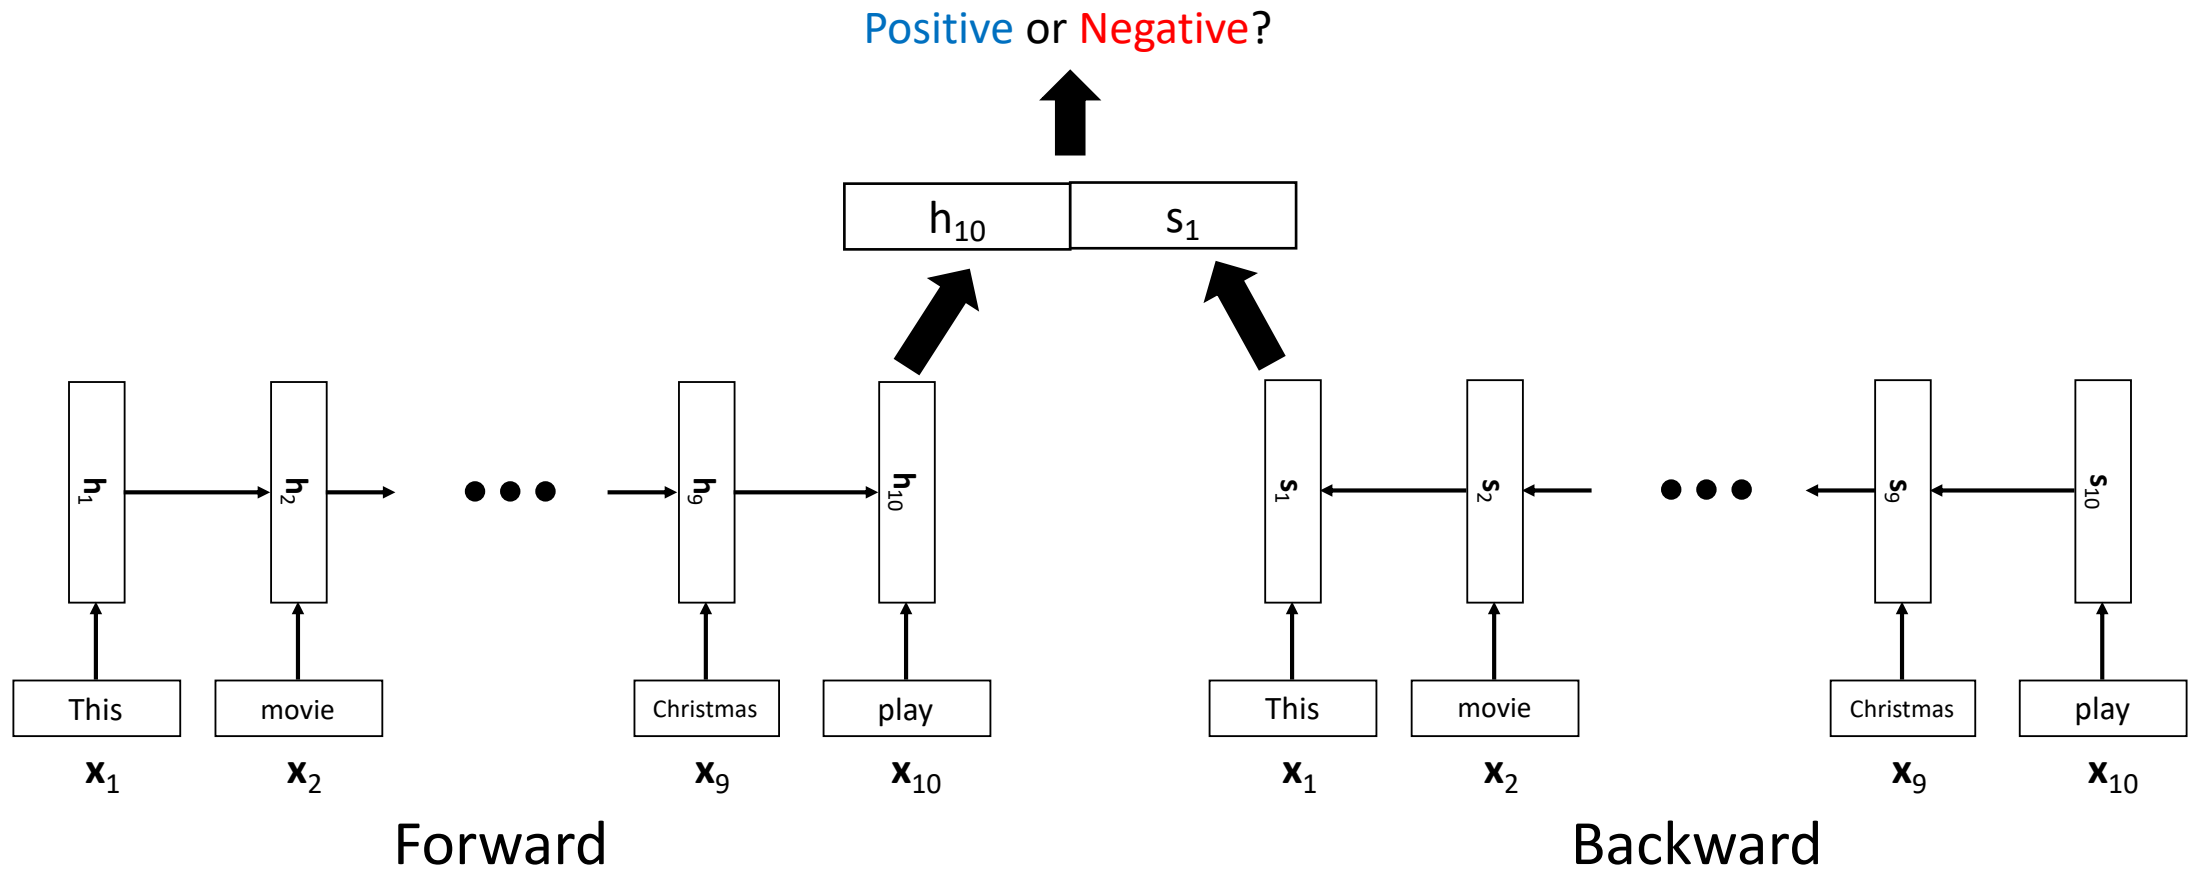 Positive or Negative?
h₁₀ s₁
h₁ h₂ h₉ h₁₀ s₁ s₂ s₉ s₁₀
This movie Christmas play This movie Christmas play
x₁ x₂ x₉ x₁₀ x₁ x₂ x₉ x₁₀
Forward Backward